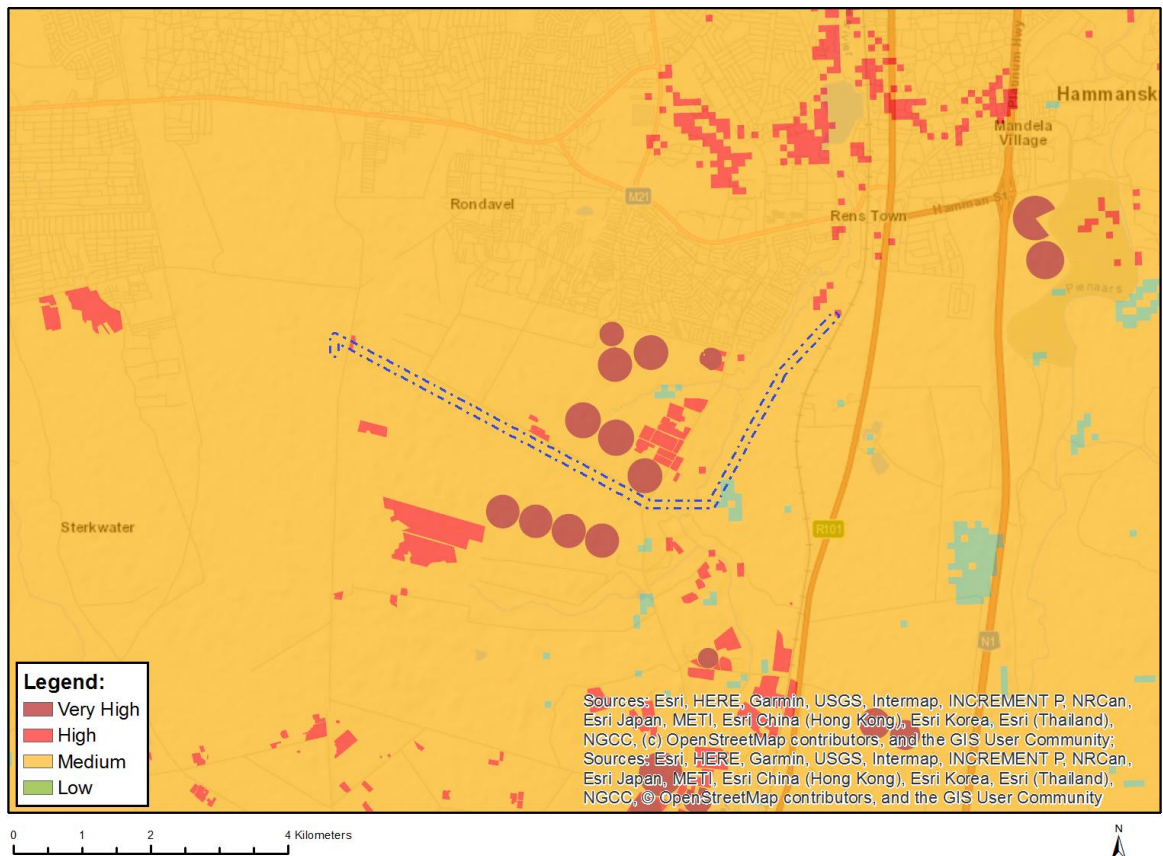 Platinum Hwy
Hammansk
Mandela
Village
M21
Rondavel
Rens Town
Hamman St.
Pienaars
Sterkwater
R101
N1
Legend:
Very High
High
Medium
Low
Sources: Esri, HERE, Garmin, USGS, Intermap, INCREMENT P, NRCan,
Esri Japan, METI, Esri China (Hong Kong), Esri Korea, Esri (Thailand),
NGCC, (c) OpenStreetMap contributors, and the GIS User Community;
Sources: Esri, HERE, Garmin, USGS, Intermap, INCREMENT P, NRCan,
Esri Japan, METI, Esri China (Hong Kong), Esri Korea, Esri (Thailand),
NGCC, © OpenStreetMap contributors, and the GIS User Community
0 1 2 4 Kilometers
N